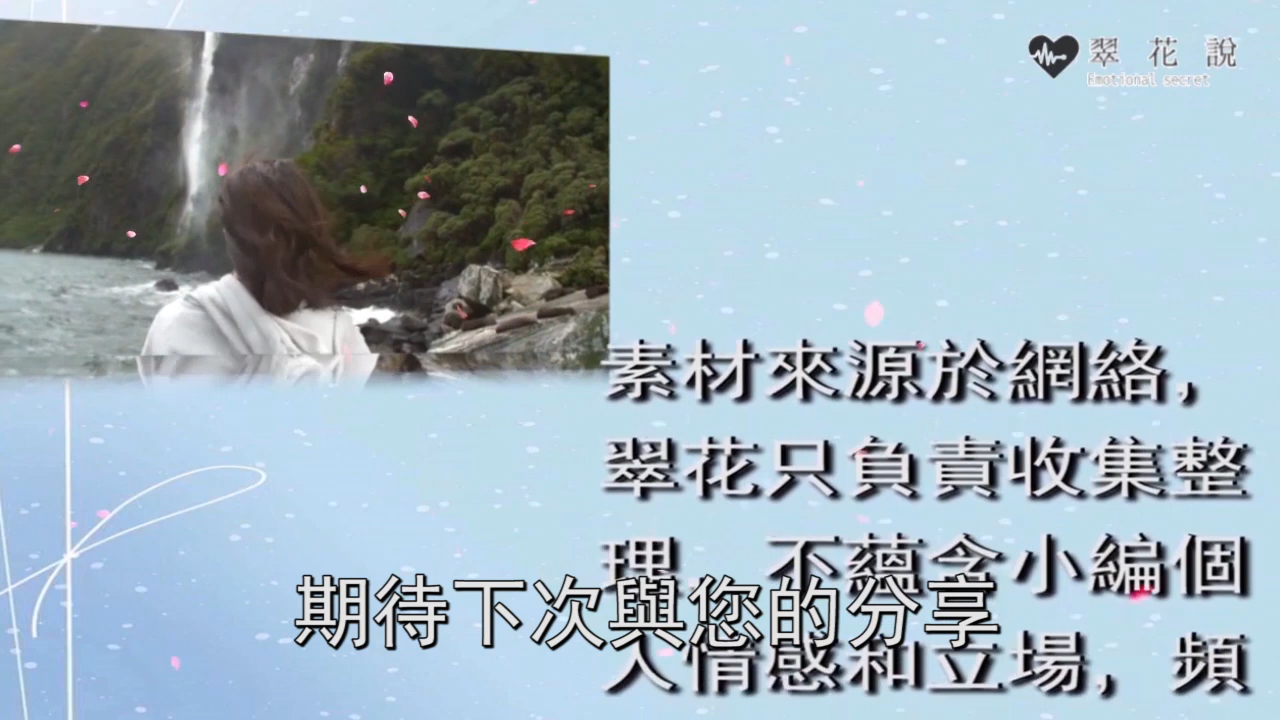 翠花說
Emotional secret
素材來源於網絡，
翠花只負責收集整
理，不蘊含小編個
人情感和立場，頻
期待下次與您的分享